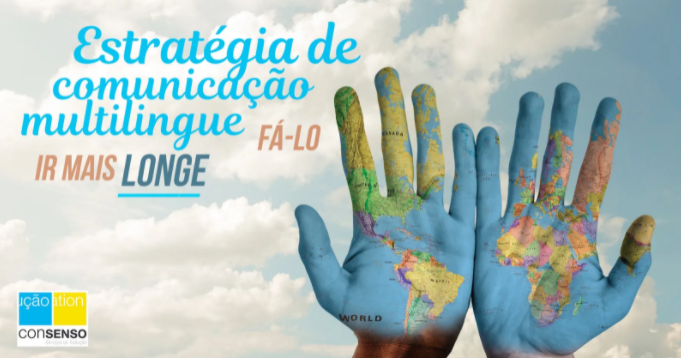 Estratégia de
comunicação
multilingue
FÁ-LO
IR MAIS LONGE
ução ation
conSENSO
WORLD